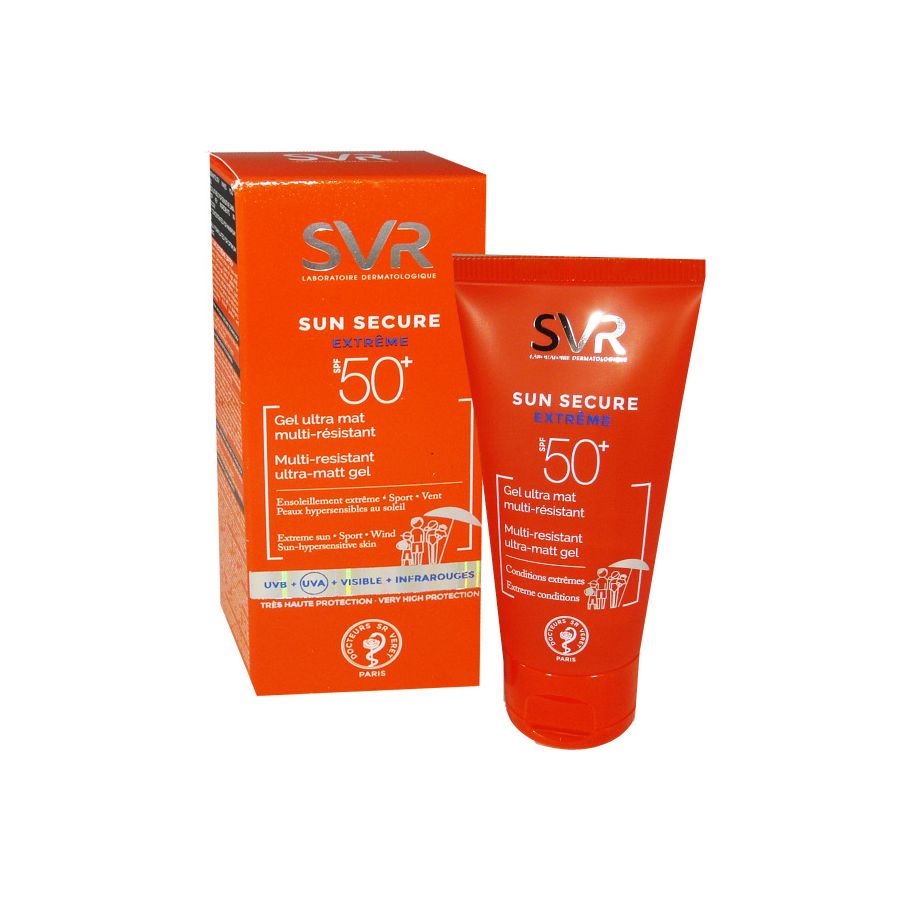 SVR
SVR
LABORATOIRE DERMATOLOGIQUE
SUN SECURE
EXTRÊME
SPF 50+
Gel ultra mat
multi-résistant
Multi-resistant
ultra-matt gel
Ensoleillement extrême • Sport • Vent
Peaux hypersensibles au soleil
Extreme sun • Sport • Wind
Sun-hypersensitive skin
UVB + UVA + VISIBLE + INFRAROUGES
TRÈS HAUTE PROTECTION - VERY HIGH PROTECTION
DOCTEURS SR VERET
PARIS
SVR
LABORATOIRE DERMATOLOGIQUE
SUN SECURE
EXTRÊME
SPF 50+
Gel ultra mat
multi-résistant
Multi-resistant
ultra-matt gel
Conditions extrêmes
Extreme conditions
DOCTEURS SR VERET
PARIS